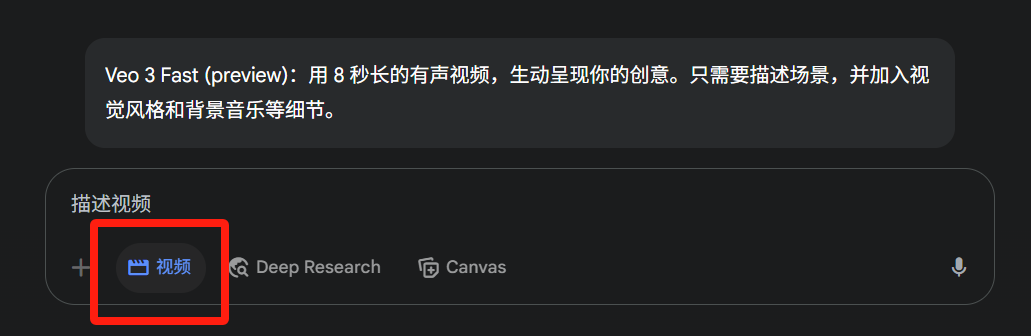 Veo 3 Fast (preview)：用 8 秒长的有声视频，生动呈现你的创意。只需要描述场景，并加入视
觉风格和背景音乐等细节。
描述视频
视频 Deep Research Canvas